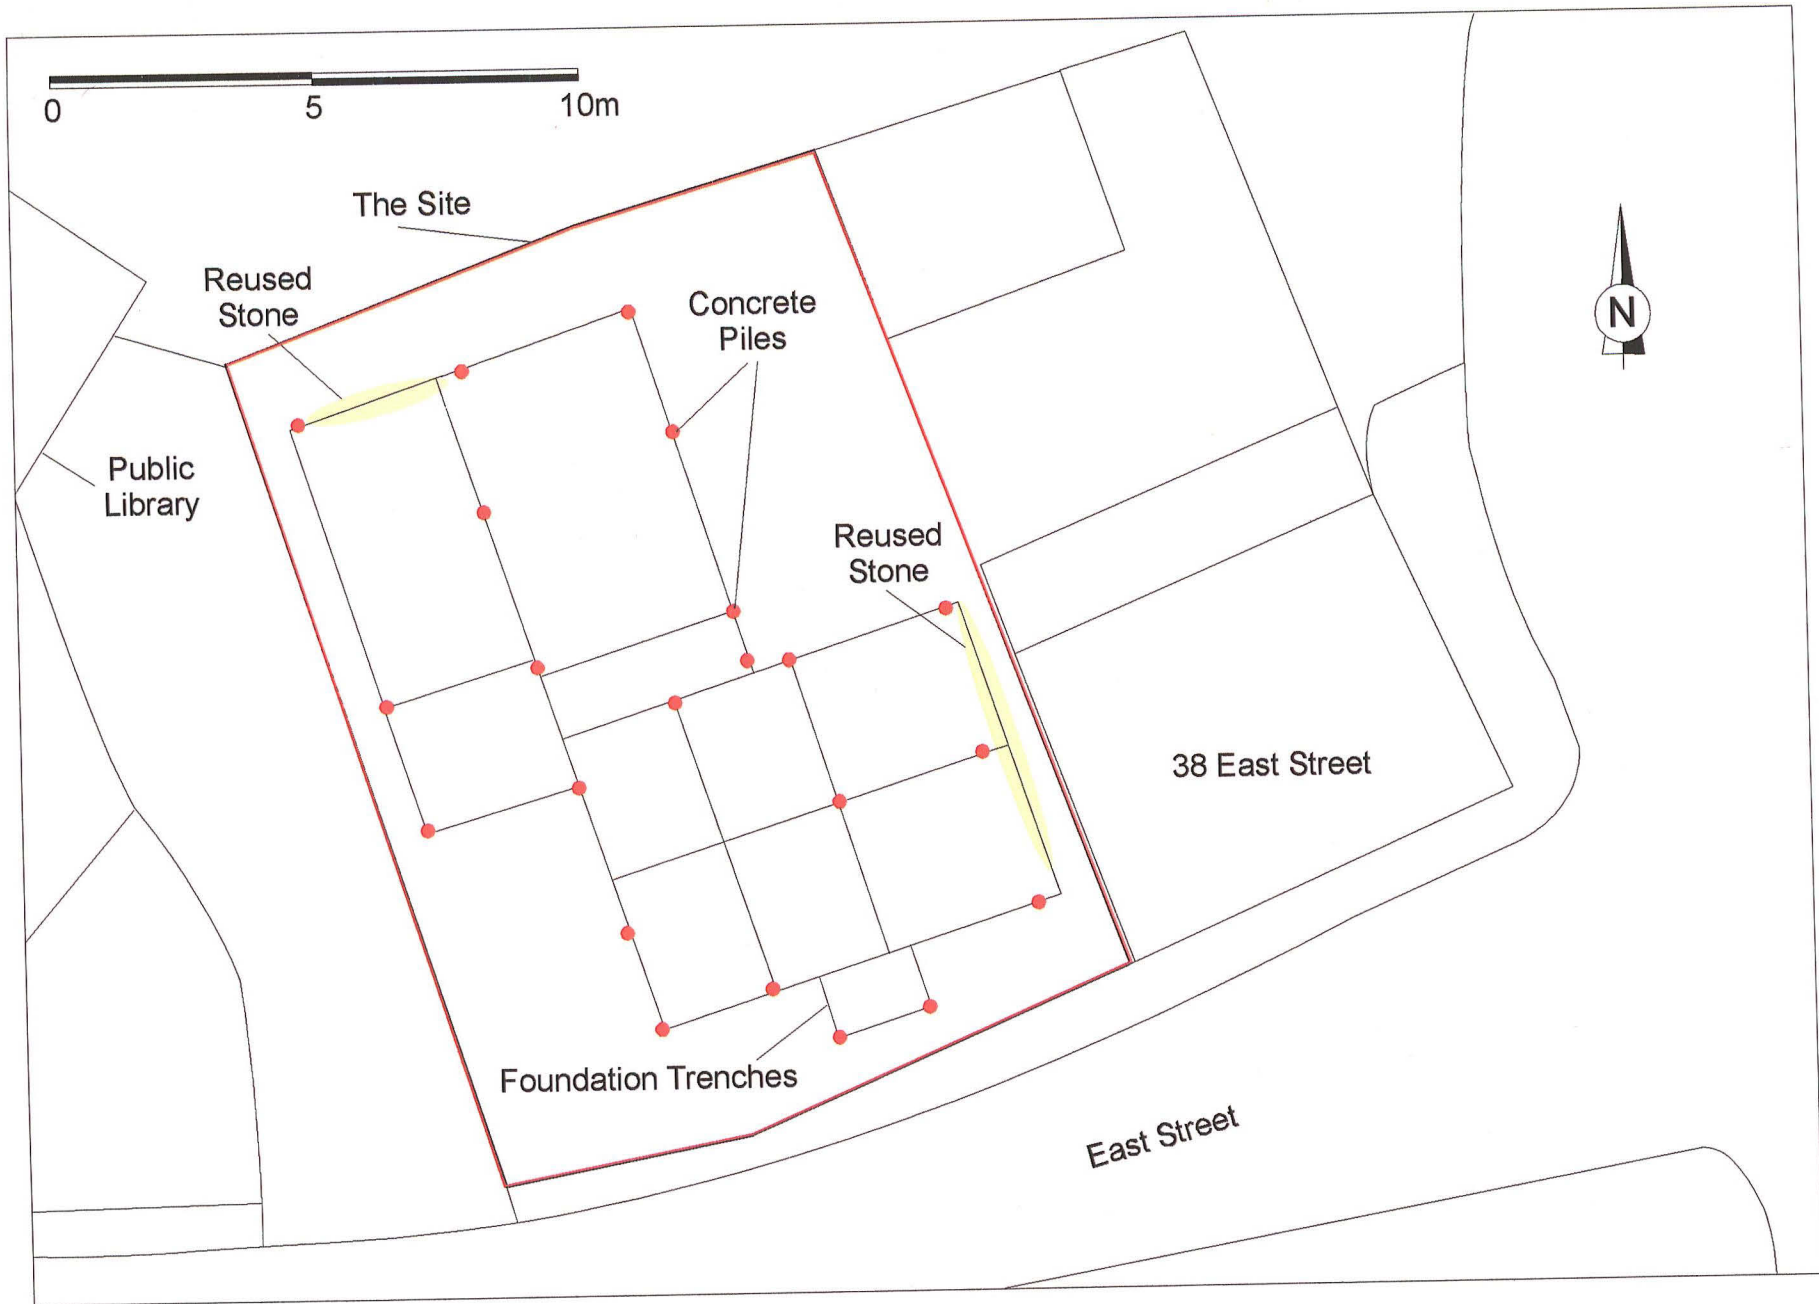 0 5 10m
The Site
Reused
Stone
Concrete
Piles
N
Public
Library
Reused
Stone
38 East Street
Foundation Trenches
East Street